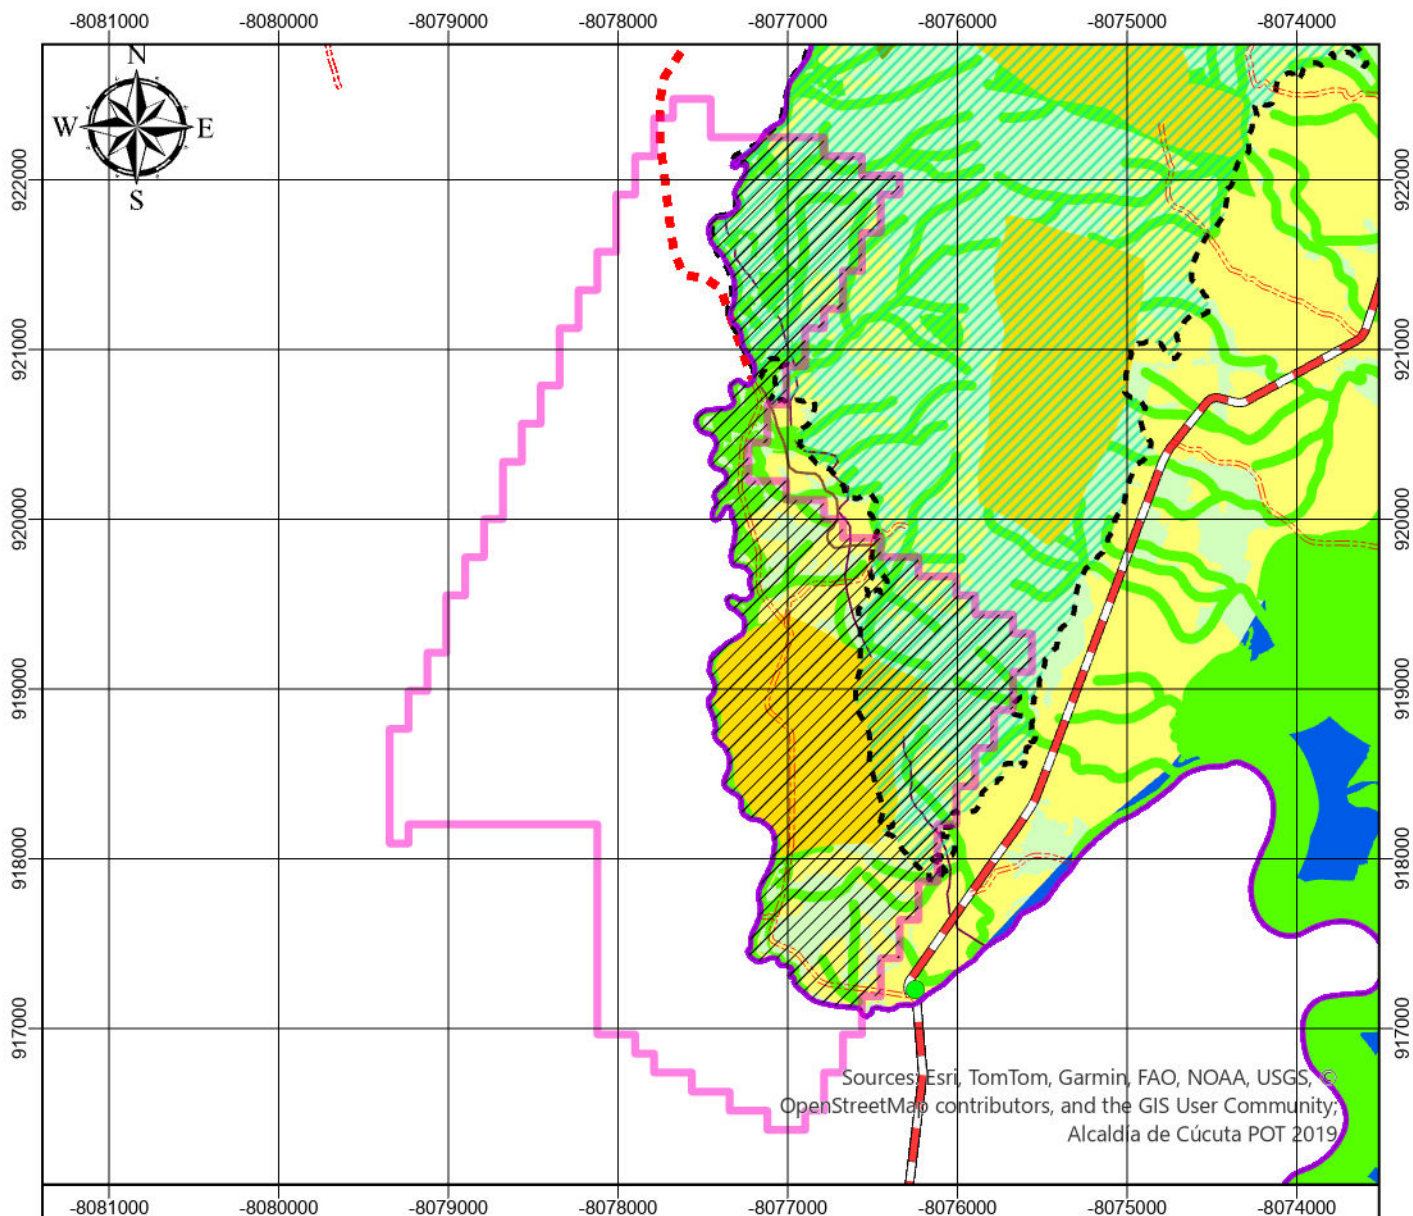 -8081000 -8080000 -8079000 -8078000 -8077000 -8076000 -8075000 -8074000
N
W E
S
922000 922000
921000 921000
920000 920000
919000 919000
918000 918000
917000 917000
Sources: Esri, TomTom, Garmin, FAO, NOAA, USGS, ©
OpenStreetMap contributors, and the GIS User Community,
Alcaldía de Cúcuta POT 2019
-8081000 -8080000 -8079000 -8078000 -8077000 -8076000 -8075000 -8074000